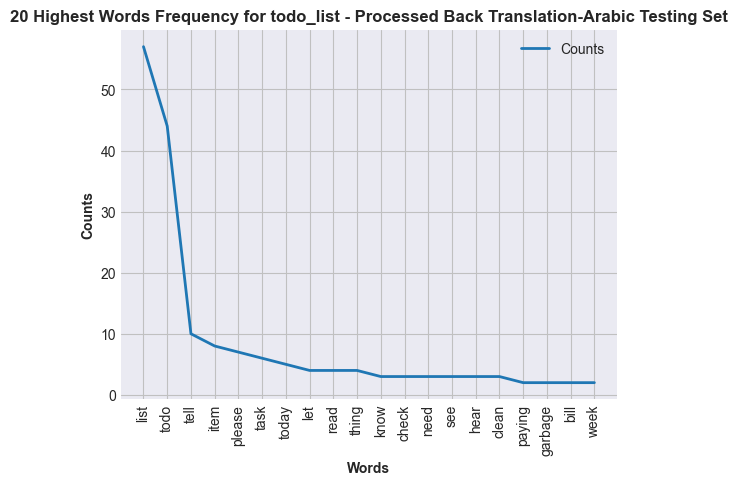 20 Highest Words Frequency for todo_list - Processed Back Translation-Arabic Testing Set
Counts
50
40
30
20
10
0
Counts
list
todo
tell
item
please
task
today
let
read
thing
know
check
need
see
hear
clean
paying
garbage
bill
week
Words